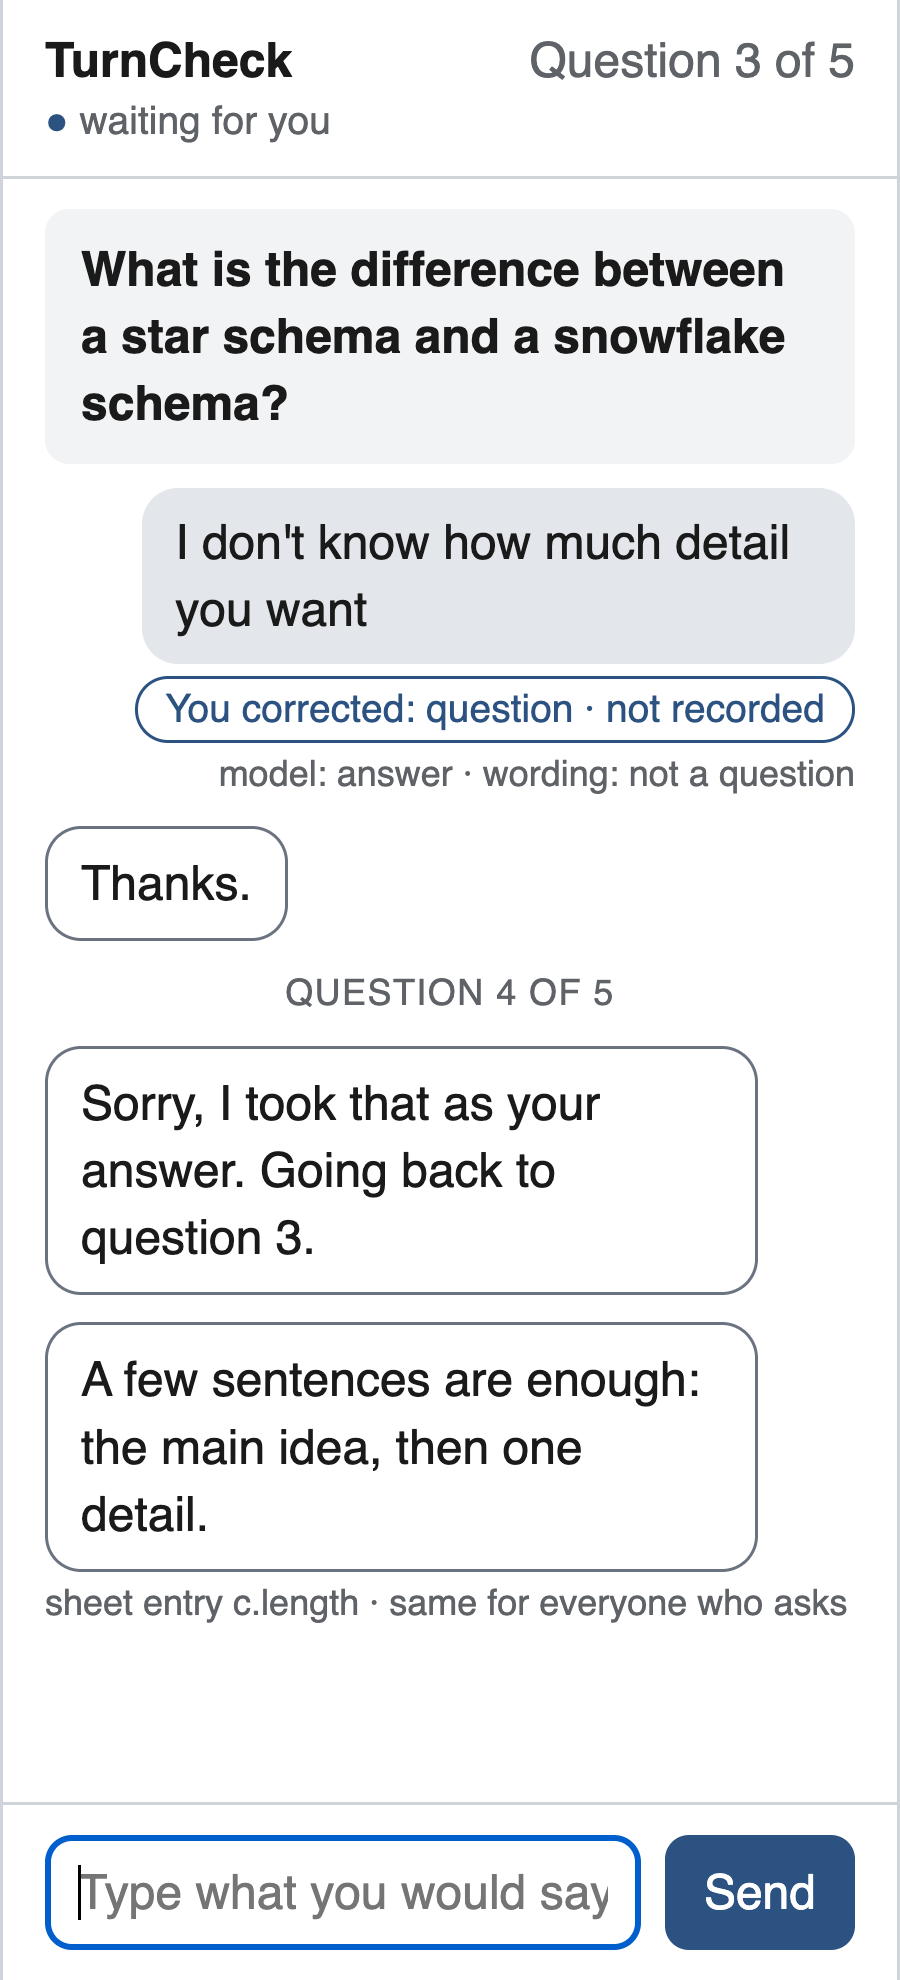 TurnCheck
Question 3 of 5
waiting for you
What is the difference between
a star schema and a snowflake
schema?
I don't know how much detail
you want
You corrected: question · not recorded
model: answer · wording: not a question
Thanks.
QUESTION 4 OF 5
Sorry, I took that as your
answer. Going back to
question 3.
A few sentences are enough:
the main idea, then one
detail.
sheet entry c.length · same for everyone who asks
Type what you would say
Send